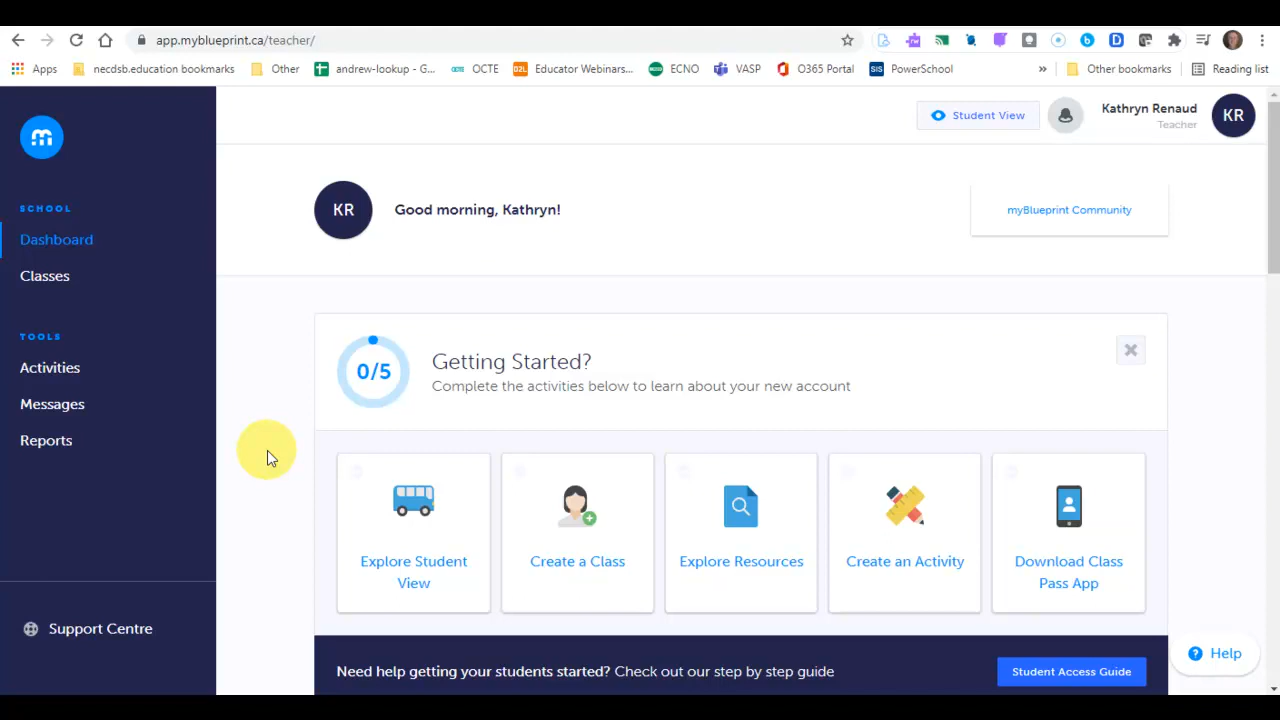 app.myblueprint.ca/teacher/
Apps necdsb.education bookmarks Other andrew-lookup - G... OCTE Educator Webinars... ECNO VASP O365 Portal PowerSchool » Other bookmarks Reading list
Student View
Kathryn Renaud
Teacher
KR
SCHOOL
Dashboard
Classes
TOOLS
Activities
Messages
Reports
Support Centre
KR
Good morning, Kathryn!
myBlueprint Community
0/5
Getting Started?
Complete the activities below to learn about your new account
Explore Student
View
Create a Class
Explore Resources
Create an Activity
Download Class
Pass App
Need help getting your students started? Check out our step by step guide
Student Access Guide
Help